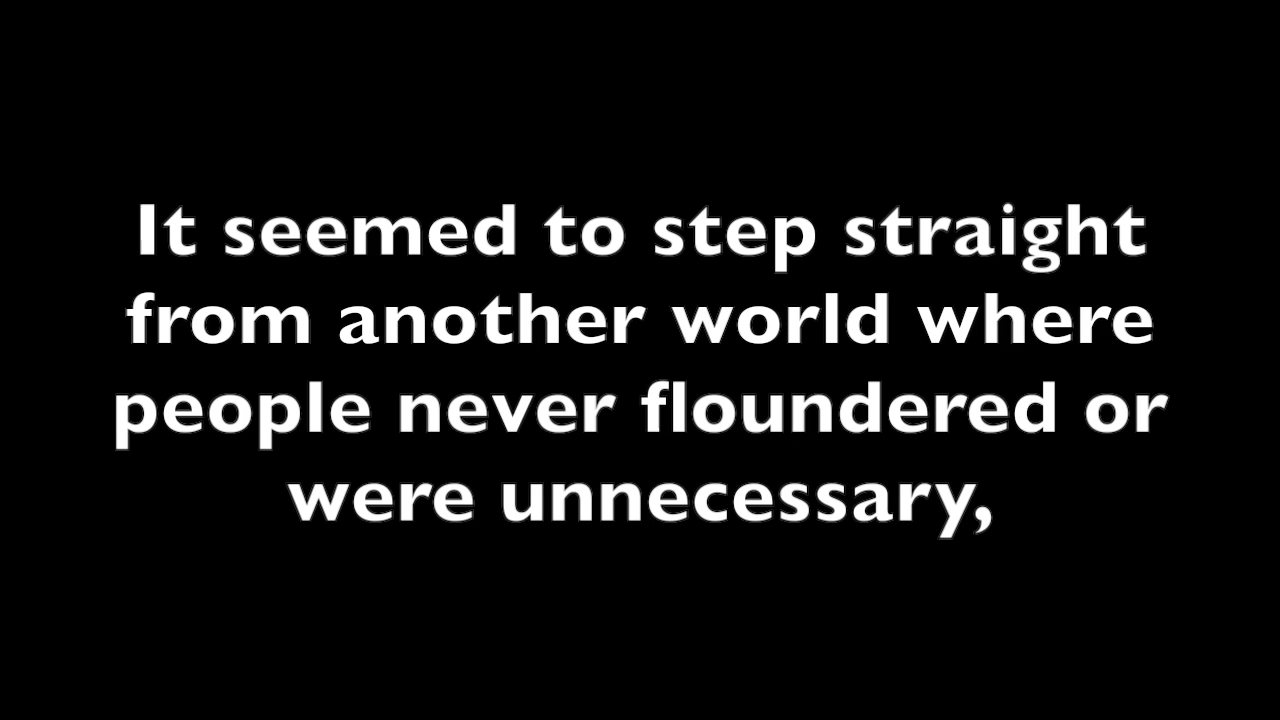 It seemed to step straight
from another world where
people never floundered or
were unnecessary,